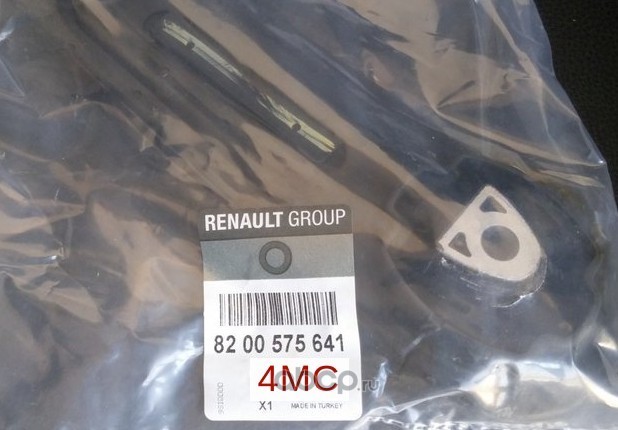 RENAULT GROUP
82 00 575 641
4MC
X1 MADE IN TURKEY